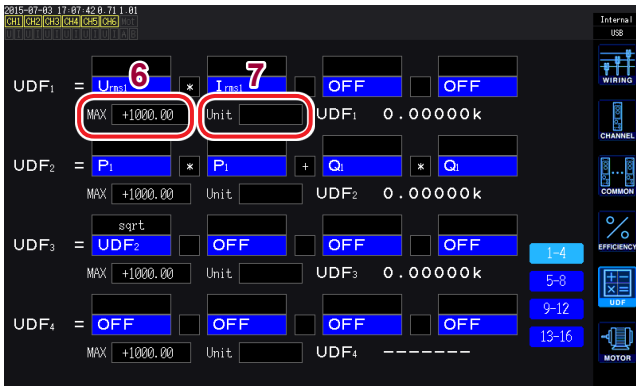 2015-07-03 17:07:42 0.71 1.01
CH1 CH2 CH3 CH4 CH5 CH6 Mot
U I U I U I U I U I U I A B
Internal
USB
6 7
UDF1 = Urms1 * Irms1 OFF OFF
MAX +1000.00 Unit UDF1 0.00000k
WIRING
CHANNEL
UDF2 = P1 * P1 + Q1 * Q1
MAX +1000.00 Unit UDF2 0.00000k
COMMON
sqrt
UDF3 = UDF2 OFF OFF OFF
MAX +1000.00 Unit UDF3 0.00000k
EFFICIENCY
1-4
5-8
UDF
9-12
UDF4 = OFF OFF OFF OFF
13-16
MAX +1000.00 Unit UDF4 -------
MOTOR